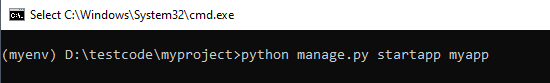 Select C:\Windows\System32\cmd.exe
(myenv) D:\testcode\myproject>python manage.py startapp myapp